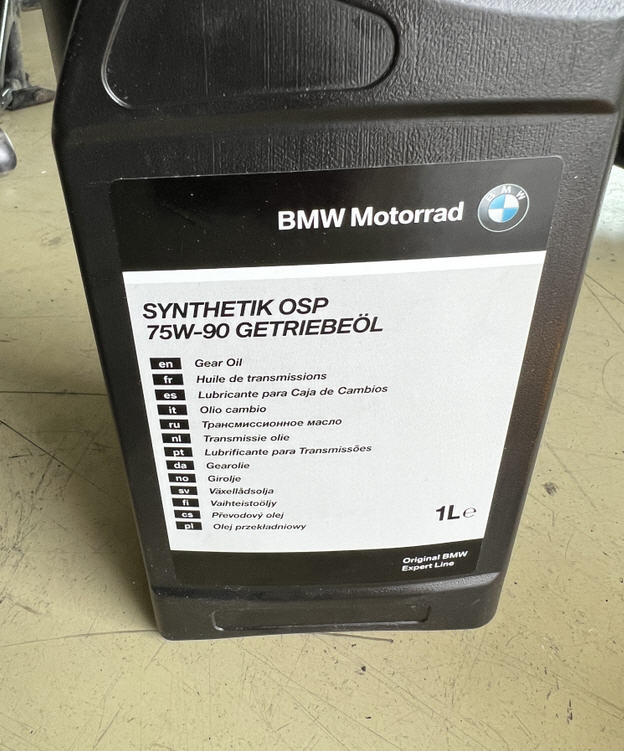 BMW Motorrad
BMW
SYNTHETIK OSP
75W-90 GETRIEBEÖL
en Gear Oil
fr Huile de transmissions
es Lubricante para Caja de Cambios
it Olio cambio
ru Трансмиссионное масло
nl Transmissie olie
pt Lubrificante para Transmissões
da Gearolie
no Girolje
sv Växellådsolja
fi Vaihteistoöljy
cs Převodový olej
pl Olej przekładniowy
1L℮
Original BMW
Expert Line